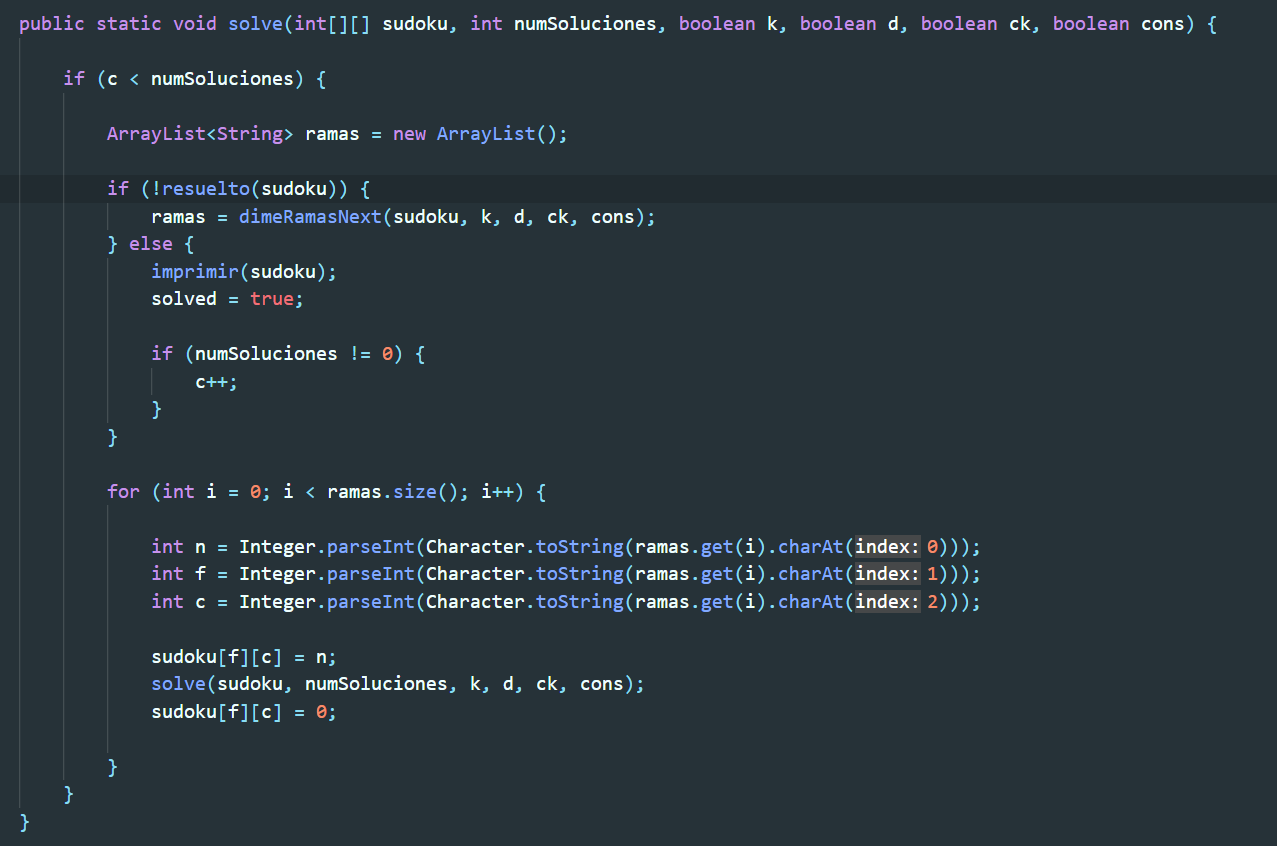 public static void solve(int[][] sudoku, int numSoluciones, boolean k, boolean d, boolean ck, boolean cons) {
if (c < numSoluciones) {
ArrayList<String> ramas = new ArrayList();
if (!resuelto(sudoku)) {
ramas = dimeRamasNext(sudoku, k, d, ck, cons);
} else {
imprimir(sudoku);
solved = true;
if (numSoluciones != 0) {
c++;
}
}
for (int i = 0; i < ramas.size(); i++) {
int n = Integer.parseInt(Character.toString(ramas.get(i).charAt(index: 0)));
int f = Integer.parseInt(Character.toString(ramas.get(i).charAt(index: 1)));
int c = Integer.parseInt(Character.toString(ramas.get(i).charAt(index: 2)));
sudoku[f][c] = n;
solve(sudoku, numSoluciones, k, d, ck, cons);
sudoku[f][c] = 0;
}
}
}